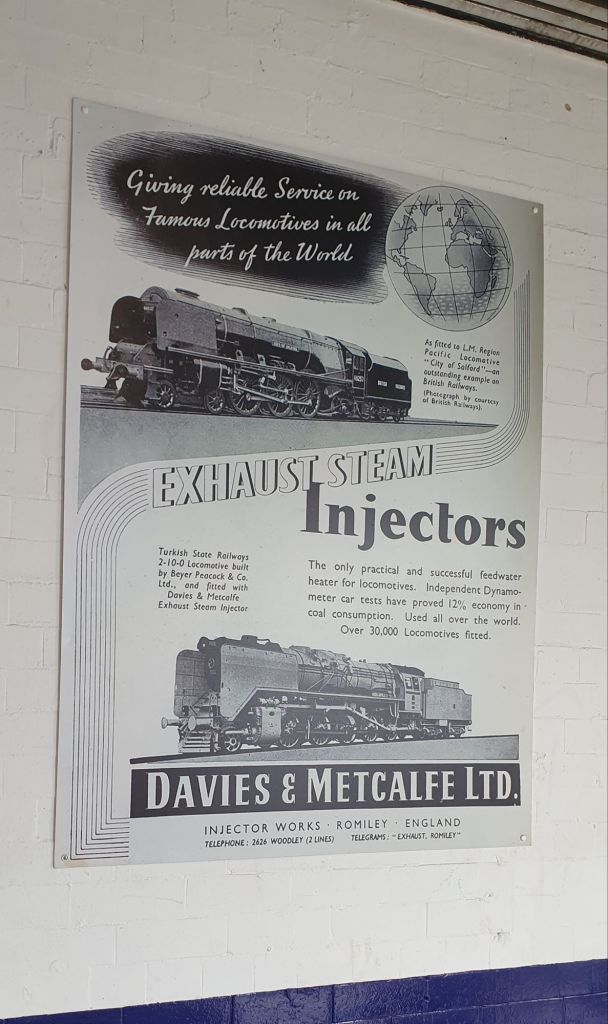 Giving reliable Service on
Famous Locomotives in all
parts of the World
As fitted to L.M. Region
Pacific Locomotive
"City of Salford"—an
outstanding example on
British Railways.
(Photograph by courtesy
of British Railways).
EXHAUST STEAM
Injectors
Turkish State Railways
2-10-0 Locomotive built
by Beyer Peacock & Co.
Ltd., and fitted with
Davies & Metcalfe
Exhaust Steam Injector
The only practical and successful feedwater
heater for locomotives. Independent Dynamo-
meter car tests have proved 12% economy in
coal consumption. Used all over the world.
Over 30,000 Locomotives fitted.
DAVIES & METCALFE LTD.
INJECTOR WORKS · ROMILEY · ENGLAND
TELEPHONE: 2626 WOODLEY (2 LINES) TELEGRAMS: "EXHAUST, ROMILEY"